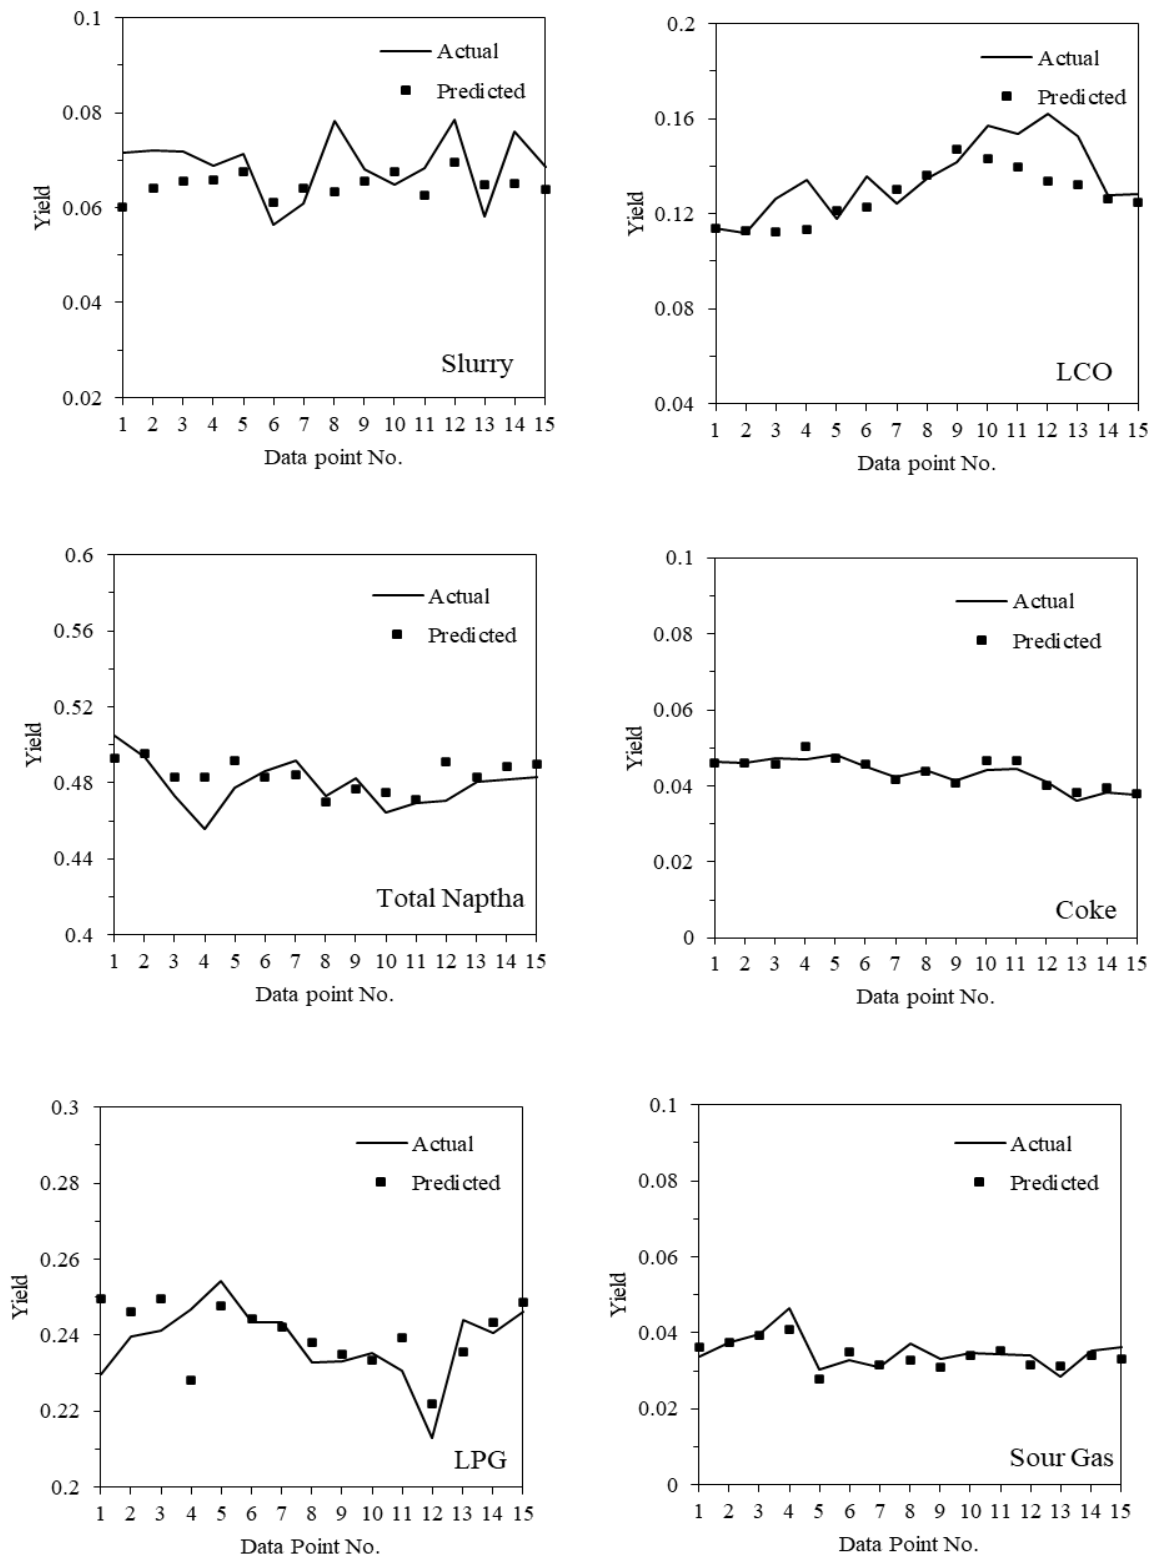 0.1
Actual
Predicted
0.08
0.06
0.04
0.02
Yield
Slurry
1 2 3 4 5 6 7 8 9 10 11 12 13 14 15
Data point No.
0.2
Actual
Predicted
0.16
0.12
0.08
0.04
Yield
LCO
1 2 3 4 5 6 7 8 9 10 11 12 13 14 15
Data point No.
0.6
Actual
Predicted
0.56
0.52
0.48
0.44
0.4
Yield
Total Naptha
1 2 3 4 5 6 7 8 9 10 11 12 13 14 15
Data point No.
0.1
Actual
Predicted
0.08
0.06
0.04
0.02
0
Yield
Coke
1 2 3 4 5 6 7 8 9 10 11 12 13 14 15
Data point No.
0.3
Actual
Predicted
0.28
0.26
0.24
0.22
0.2
Yield
LPG
1 2 3 4 5 6 7 8 9 10 11 12 13 14 15
Data Point No.
0.1
Actual
Predicted
0.08
0.06
0.04
0.02
0
Yield
Sour Gas
1 2 3 4 5 6 7 8 9 10 11 12 13 14 15
Data Point No.